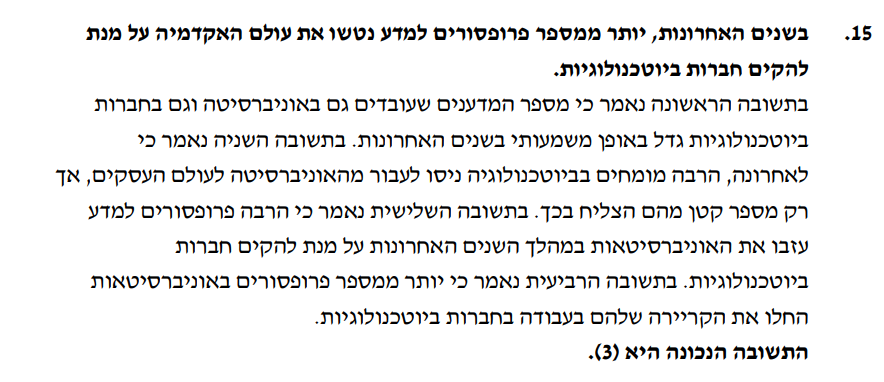 15. בשנים האחרונות, יותר ממספר פרופסורים למדע נטשו את עולם האקדמיה על מנת
להקים חברות ביוטכנולוגיות.
בתשובה הראשונה נאמר כי מספר המדענים שעובדים גם באוניברסיטה וגם בחברות
ביוטכנולוגיות גדל באופן משמעותי בשנים האחרונות. בתשובה השניה נאמר כי
לאחרונה, הרבה מומחים בביוטכנולוגיה ניסו לעבור מהאוניברסיטה לעולם העסקים, אך
רק מספר קטן מהם הצליח בכך. בתשובה השלישית נאמר כי הרבה פרופסורים למדע
עזבו את האוניברסיטאות במהלך השנים האחרונות על מנת להקים חברות
ביוטכנולוגיות. בתשובה הרביעית נאמר כי יותר ממספר פרופסורים באוניברסיטאות
החלו את הקריירה שלהם בעבודה בחברות ביוטכנולוגיות.
התשובה הנכונה היא (3).